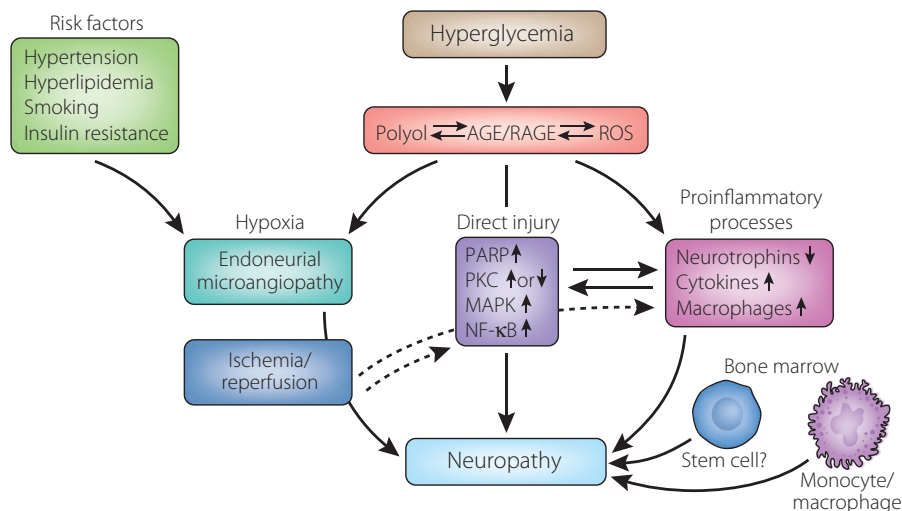 Risk factors
Hypertension
Hyperlipidemia
Smoking
Insulin resistance
Hyperglycemia
Polyol ⇄ AGE/RAGE ⇄ ROS
Hypoxia
Endoneurial
microangiopathy
Direct injury
PARP ↑
PKC ↑ or ↓
MAPK ↑
NF-κB ↑
Proinflammatory
processes
Neurotrophins ↓
Cytokines ↑
Macrophages ↑
Ischemia/
reperfusion
Neuropathy
Bone marrow
Stem cell?
Monocyte/
macrophage